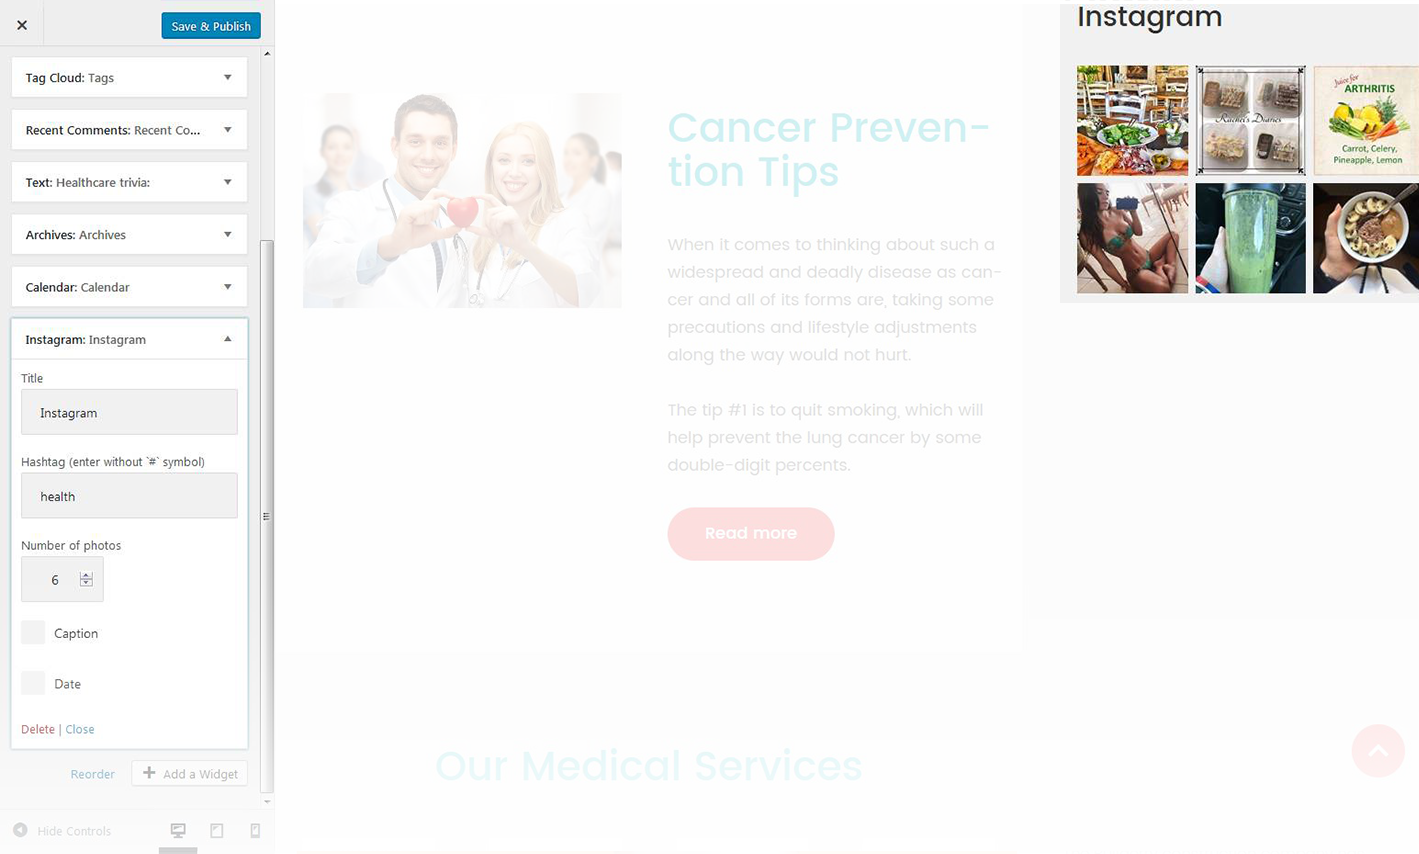 Save & Publish
Tag Cloud: Tags
Recent Comments: Recent Co...
Text: Healthcare trivia:
Archives: Archives
Calendar: Calendar
Instagram: Instagram
Title
Instagram
Hashtag (enter without `#` symbol)
health
Number of photos
6
Caption
Date
Delete | Close
Reorder
Add a Widget
Hide Controls
Cancer Preven-
tion Tips
When it comes to thinking about such a
widespread and deadly disease as can-
cer and all of its forms are, taking some
precautions and lifestyle adjustments
along the way would not hurt.
The tip #1 is to quit smoking, which will
help prevent the lung cancer by some
double-digit percents.
Read more
Our Medical Services
Instagram
Rachel's Diaries
Juice for
ARTHRITIS
Carrot, Celery,
Pineapple, Lemon